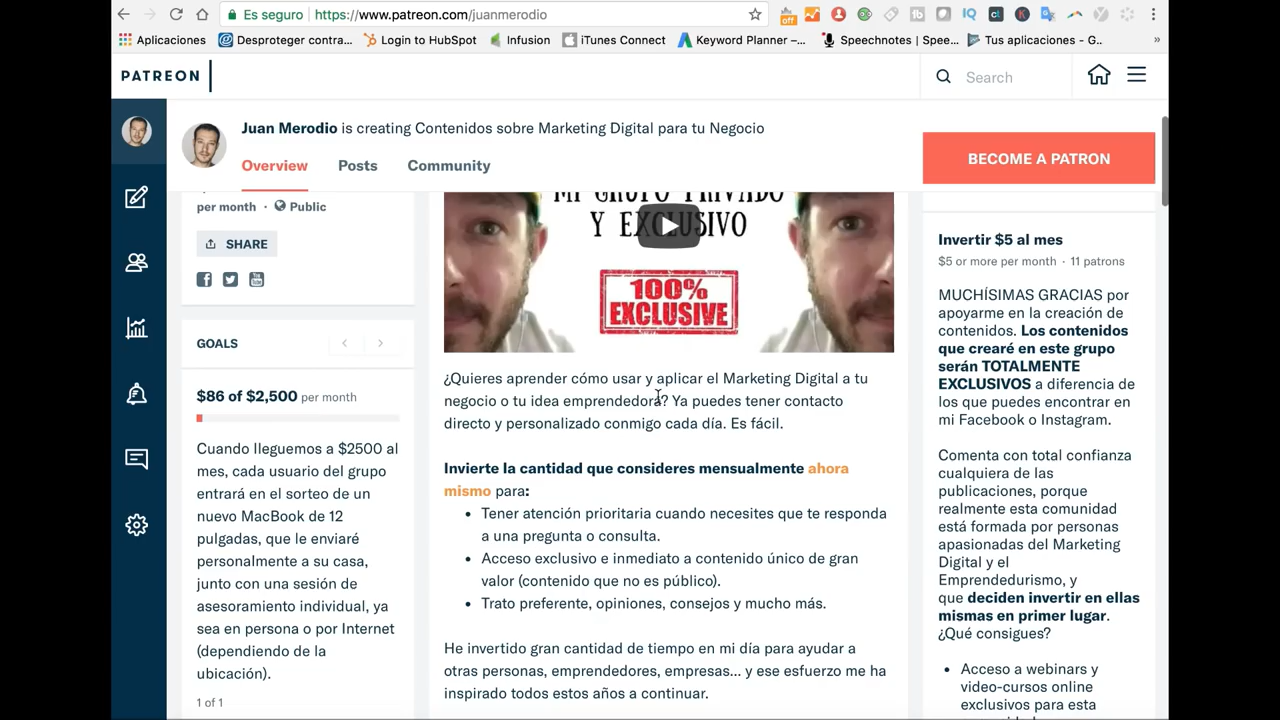 Es seguro https://www.patreon.com/juanmerodio
off
Aplicaciones Desproteger contra... Login to HubSpot Infusion iTunes Connect Keyword Planner –... Speechnotes | Spee... Tus aplicaciones - G.. »
PATREON
Search
Juan Merodio is creating Contenidos sobre Marketing Digital para tu Negocio
Overview Posts Community
BECOME A PATRON
per month · Public
SHARE
GOALS
$86 of $2,500 per month
Cuando lleguemos a $2500 al
mes, cada usuario del grupo
entrará en el sorteo de un
nuevo MacBook de 12
pulgadas, que le enviaré
personalmente a su casa,
junto con una sesión de
asesoramiento individual, ya
sea en persona o por Internet
(dependiendo de la
ubicación).
1 of 1
MI GRUPO PRIVADO
Y EXCLUSIVO
100%
EXCLUSIVE
¿Quieres aprender cómo usar y aplicar el Marketing Digital a tu
negocio o tu idea emprendedora? Ya puedes tener contacto
directo y personalizado conmigo cada día. Es fácil.
Invierte la cantidad que consideres mensualmente ahora
mismo para:
• Tener atención prioritaria cuando necesites que te responda
a una pregunta o consulta.
• Acceso exclusivo e inmediato a contenido único de gran
valor (contenido que no es público).
• Trato preferente, opiniones, consejos y mucho más.
He invertido gran cantidad de tiempo en mi día para ayudar a
otras personas, emprendedores, empresas... y ese esfuerzo me ha
inspirado todos estos años a continuar.
Invertir $5 al mes
$5 or more per month · 11 patrons
MUCHÍSIMAS GRACIAS por
apoyarme en la creación de
contenidos. Los contenidos
que crearé en este grupo
serán TOTALMENTE
EXCLUSIVOS a diferencia de
los que puedes encontrar en
mi Facebook o Instagram.
Comenta con total confianza
cualquiera de las
publicaciones, porque
realmente esta comunidad
está formada por personas
apasionadas del Marketing
Digital y el
Emprendedurismo, y
que deciden invertir en ellas
mismas en primer lugar.
¿Qué consigues?
• Acceso a webinars y
video-cursos online
exclusivos para esta